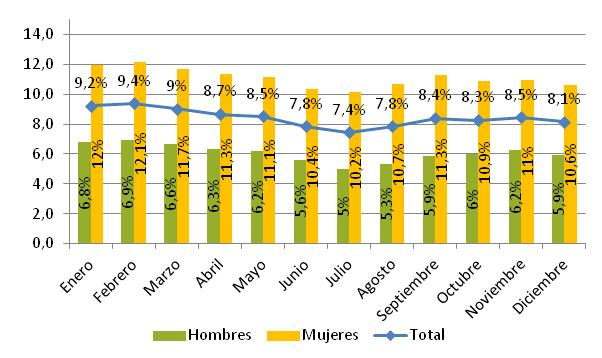 14,0
12,0
10,0
8,0
6,0
4,0
2,0
0,0
9,2% 9,4% 9% 8,7% 8,5% 7,8% 7,4% 7,8% 8,4% 8,3% 8,5% 8,1%
6,8% 12% 6,9% 12,1% 6,6% 11,7% 6,3% 11,3% 6,2% 11,1% 5,6% 10,4% 5% 10,2% 5,3% 10,7% 5,9% 11,3% 6% 10,9% 6,2% 11% 5,9% 10,6%
Enero Febrero Marzo Abril Mayo Junio Julio Agosto Septiembre Octubre Noviembre Diciembre
Hombres Mujeres Total